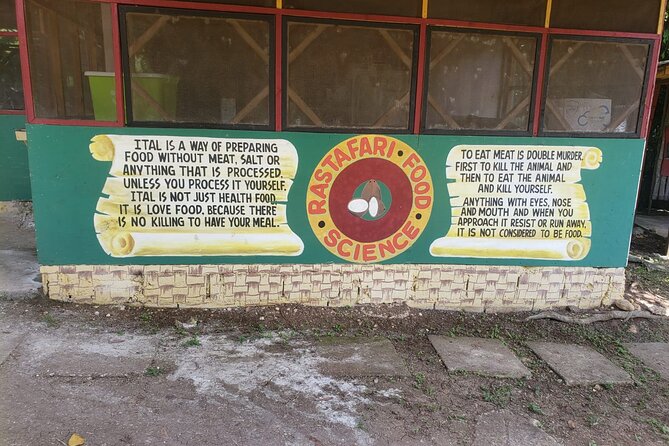 ITAL IS A WAY OF PREPARING
FOOD WITHOUT MEAT, SALT OR
ANYTHING THAT IS PROCESSED,
UNLESS YOU PROCESS IT YOURSELF.
ITAL IS NOT JUST HEALTH FOOD,
IT IS LOVE FOOD, BECAUSE THERE
IS NO KILLING TO HAVE YOUR MEAL.
RASTAFARI • FOOD
SCIENCE
TO EAT MEAT IS DOUBLE MURDER,
FIRST TO KILL THE ANIMAL AND
THEN TO EAT THE ANIMAL
AND KILL YOURSELF.
ANYTHING WITH EYES, NOSE
AND MOUTH AND WHEN YOU
APPROACH IT RESIST OR RUN AWAY,
IT IS NOT CONSIDERED TO BE FOOD.